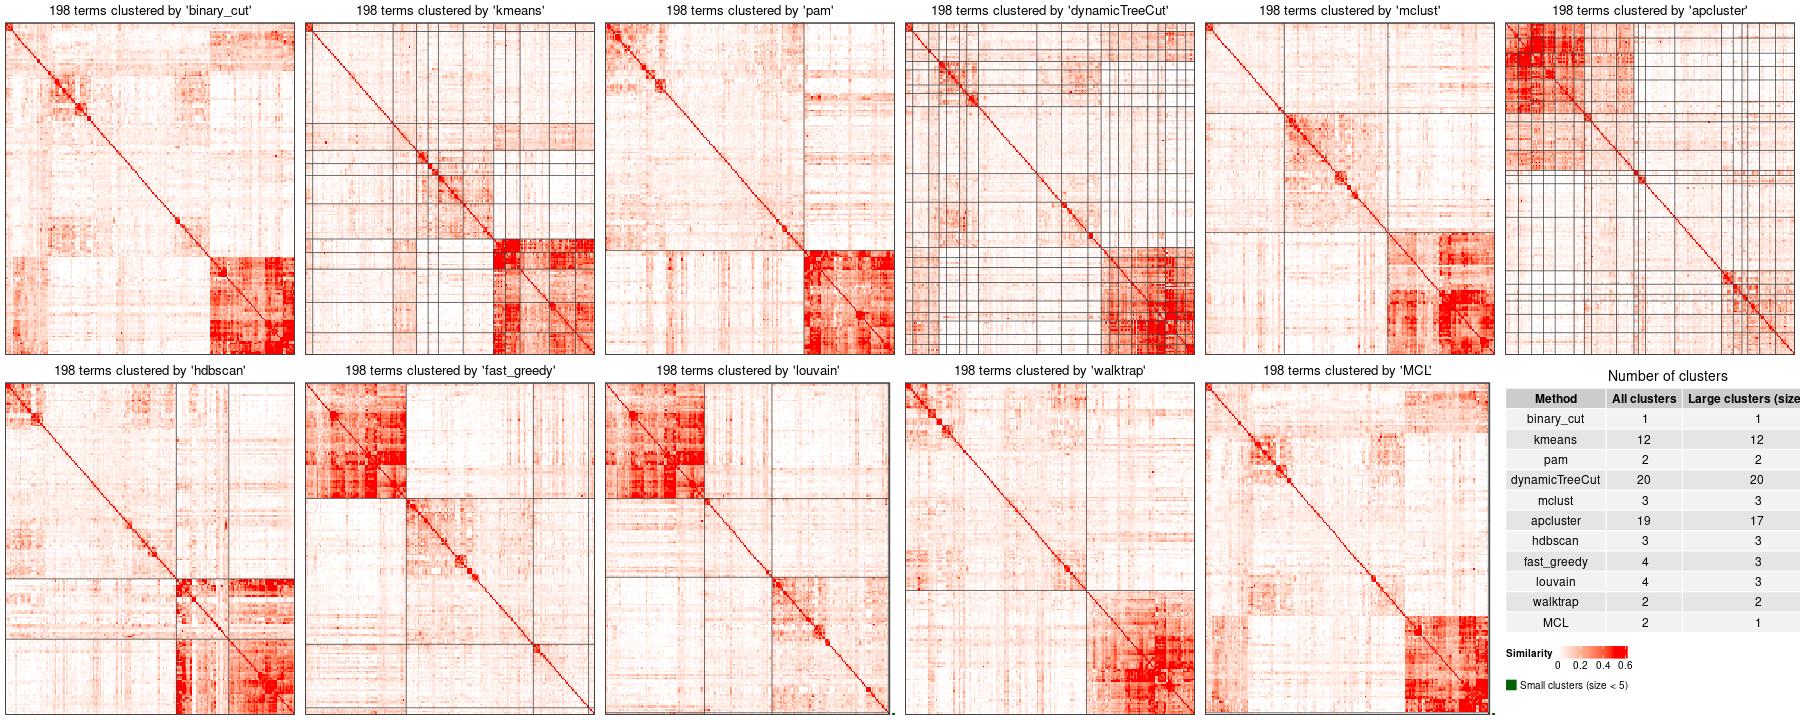 198 terms clustered by 'binary_cut'
198 terms clustered by 'kmeans'
198 terms clustered by 'pam'
198 terms clustered by 'dynamicTreeCut'
198 terms clustered by 'mclust'
198 terms clustered by 'apcluster'
198 terms clustered by 'hdbscan'
198 terms clustered by 'fast_greedy'
198 terms clustered by 'louvain'
198 terms clustered by 'walktrap'
198 terms clustered by 'MCL'
Number of clusters
Method All clusters Large clusters (size
binary_cut 1 1
kmeans 12 12
pam 2 2
dynamicTreeCut 20 20
mclust 3 3
apcluster 19 17
hdbscan 3 3
fast_greedy 4 3
louvain 4 3
walktrap 2 2
MCL 2 1
Similarity
0 0.2 0.4 0.6
Small clusters (size < 5)